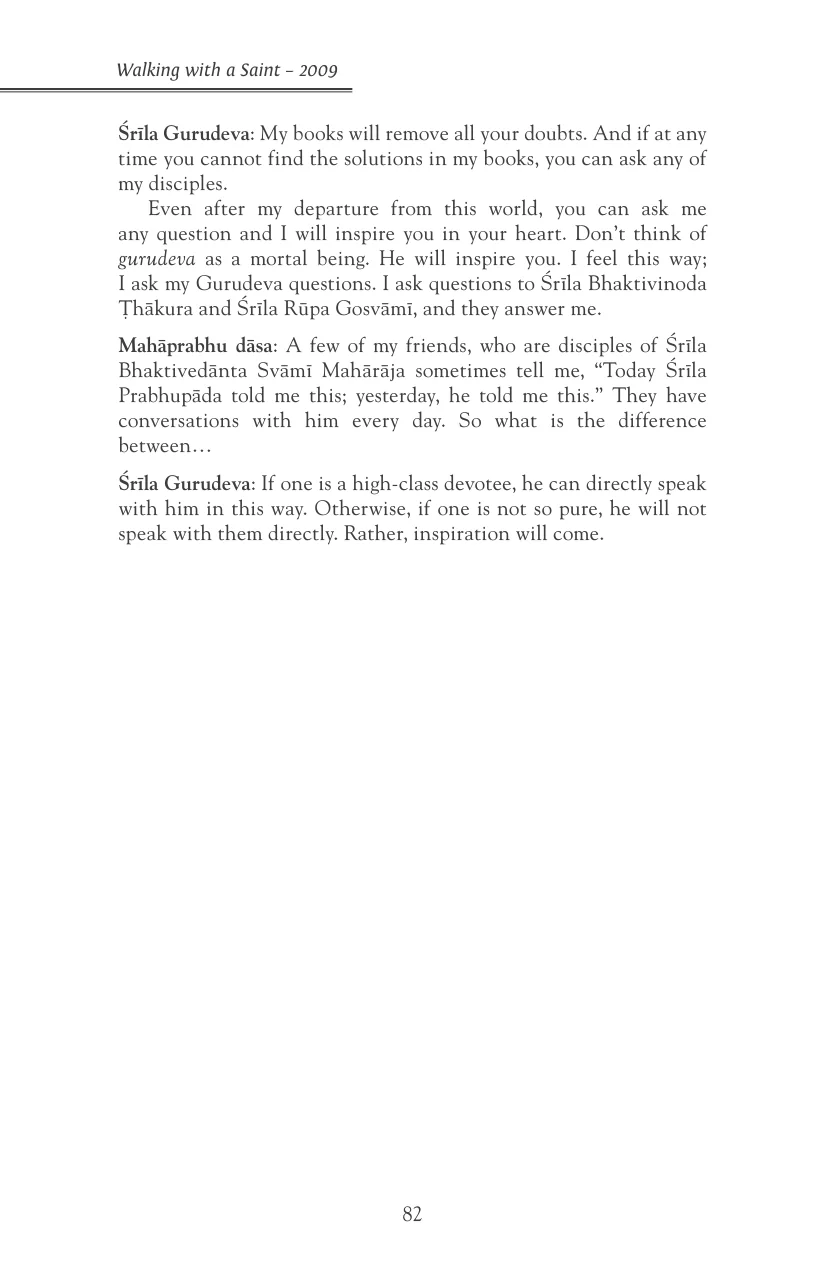 Walking with a Saint – 2009
Śrīla Gurudeva: My books will remove all your doubts. And if at any
time you cannot find the solutions in my books, you can ask any of
my disciples.
Even after my departure from this world, you can ask me
any question and I will inspire you in your heart. Don’t think of
gurudeva as a mortal being. He will inspire you. I feel this way;
I ask my Gurudeva questions. I ask questions to Śrīla Bhaktivinoda
Ṭhākura and Śrīla Rūpa Gosvāmī, and they answer me.
Mahāprabhu dāsa: A few of my friends, who are disciples of Śrīla
Bhaktivedānta Svāmī Mahārāja sometimes tell me, “Today Śrīla
Prabhupāda told me this; yesterday, he told me this.” They have
conversations with him every day. So what is the difference
between…
Śrīla Gurudeva: If one is a high-class devotee, he can directly speak
with him in this way. Otherwise, if one is not so pure, he will not
speak with them directly. Rather, inspiration will come.
82